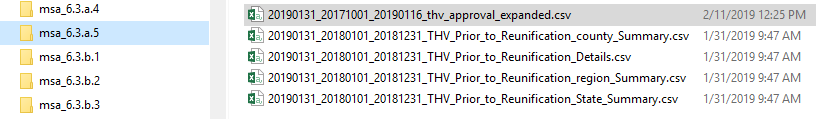 msa_6.3.a.4
msa_6.3.a.5
msa_6.3.b.1
msa_6.3.b.2
msa_6.3.b.3
20190131_20171001_20190116_thv_approval_expanded.csv 2/11/2019 12:25 PM
20190131_20180101_20181231_THV_Prior_to_Reunification_county_Summary.csv 1/31/2019 9:47 AM
20190131_20180101_20181231_THV_Prior_to_Reunification_Details.csv 1/31/2019 9:47 AM
20190131_20180101_20181231_THV_Prior_to_Reunification_region_Summary.csv 1/31/2019 9:47 AM
20190131_20180101_20181231_THV_Prior_to_Reunification_State_Summary.csv 1/31/2019 9:47 AM